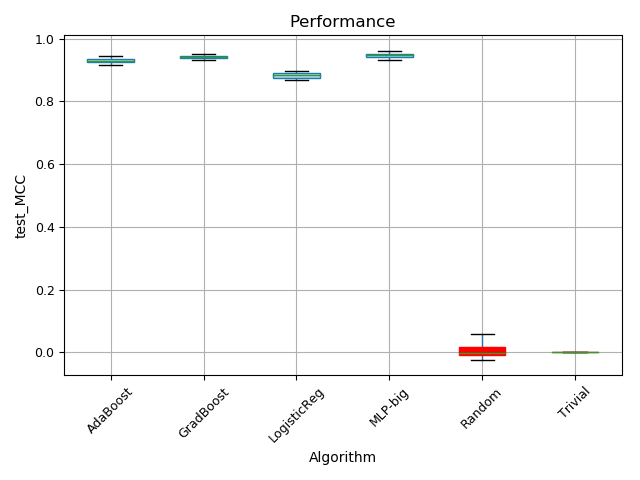 Performance
1.0
0.8
0.6
0.4
0.2
0.0
test_MCC
AdaBoost
GradBoost
LogisticReg
MLP-big
Random
Trivial
Algorithm